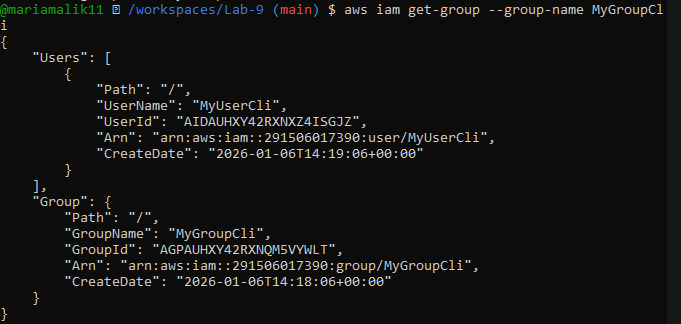 @mariamalik11 /workspaces/Lab-9 (main) $ aws iam get-group --group-name MyGroupCl
i
{
    "Users": [
        {
            "Path": "/",
            "UserName": "MyUserCli",
            "UserId": "AIDAUHXY42RXNXZ4ISGJZ",
            "Arn": "arn:aws:iam::291506017390:user/MyUserCli",
            "CreateDate": "2026-01-06T14:19:06+00:00"
        }
    ],
    "Group": {
        "Path": "/",
        "GroupName": "MyGroupCli",
        "GroupId": "AGPAUHXY42RXNQM5VYWLT",
        "Arn": "arn:aws:iam::291506017390:group/MyGroupCli",
        "CreateDate": "2026-01-06T14:18:06+00:00"
    }
}